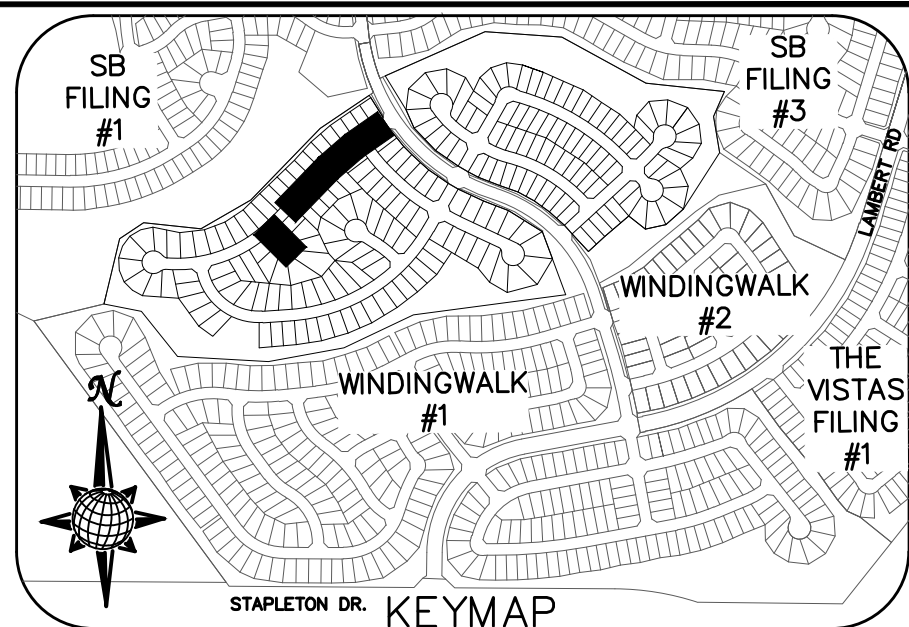 SB
FILING
#1
SB
FILING
#3
LAMBERT RD
WINDINGWALK
#2
THE
VISTAS
FILING
#1
WINDINGWALK
#1
N
STAPLETON DR.
KEYMAP